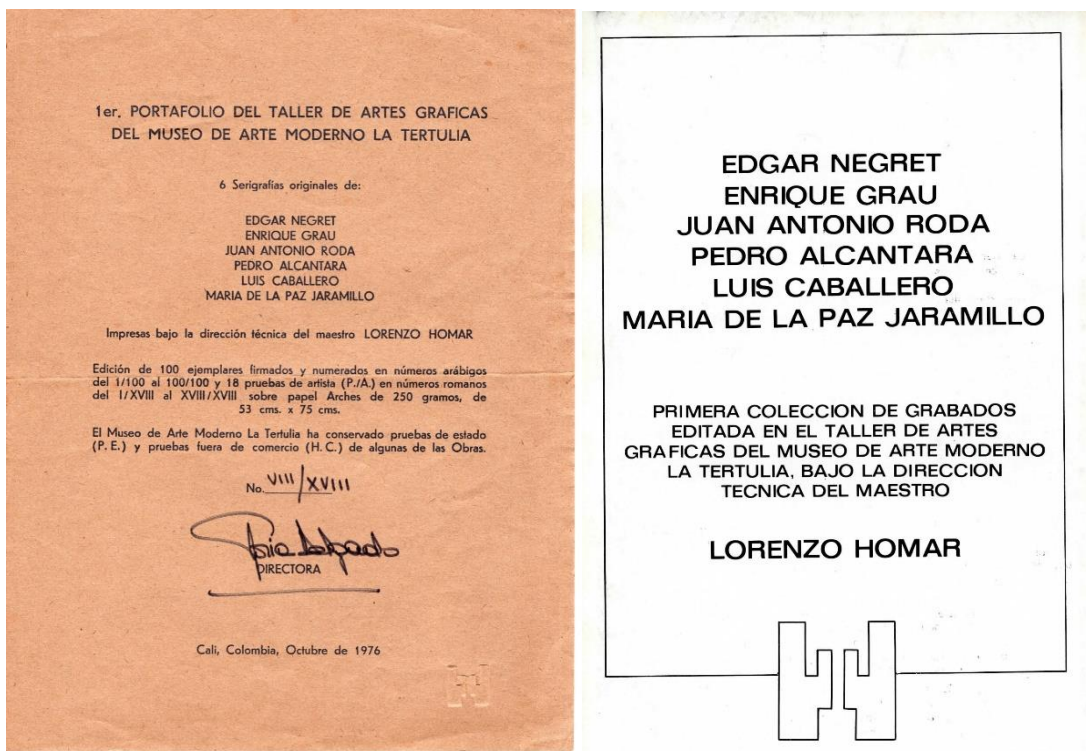 1er. PORTAFOLIO DEL TALLER DE ARTES GRAFICAS
DEL MUSEO DE ARTE MODERNO LA TERTULIA
6 Serigrafías originales de:
EDGAR NEGRET
ENRIQUE GRAU
JUAN ANTONIO RODA
PEDRO ALCANTARA
LUIS CABALLERO
MARIA DE LA PAZ JARAMILLO
Impresas bajo la dirección técnica del maestro LORENZO HOMAR
Edición de 100 ejemplares firmados y numerados en números arábigos
del 1/100 al 100/100 y 18 pruebas de artista (P./A.) en números romanos
del I/XVIII al XVIII/XVIII sobre papel Arches de 250 gramos, de
53 cms. x 75 cms.
El Museo de Arte Moderno La Tertulia ha conservado pruebas de estado
(P. E.) y pruebas fuera de comercio (H. C.) de algunas de las Obras.
No. VIII/XVIII
DIRECTORA
Cali, Colombia, Octubre de 1976
EDGAR NEGRET
ENRIQUE GRAU
JUAN ANTONIO RODA
PEDRO ALCANTARA
LUIS CABALLERO
MARIA DE LA PAZ JARAMILLO
PRIMERA COLECCION DE GRABADOS
EDITADA EN EL TALLER DE ARTES
GRAFICAS DEL MUSEO DE ARTE MODERNO
LA TERTULIA, BAJO LA DIRECCION
TECNICA DEL MAESTRO
LORENZO HOMAR